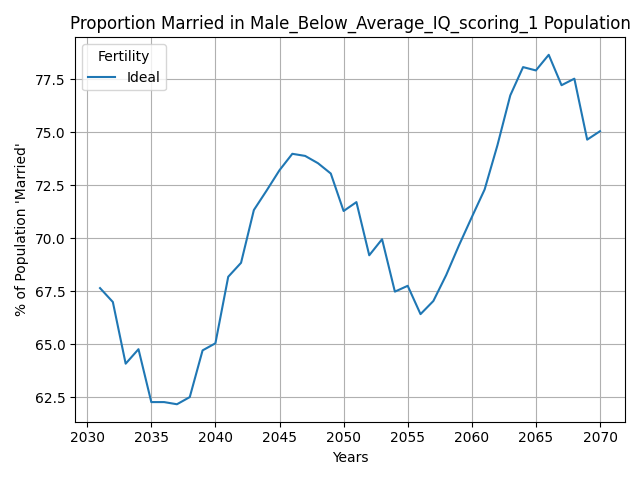 Proportion Married in Male_Below_Average_IQ_scoring_1 Population
Fertility
Ideal
% of Population 'Married'
77.5
75.0
72.5
70.0
67.5
65.0
62.5
2030 2035 2040 2045 2050 2055 2060 2065 2070
Years